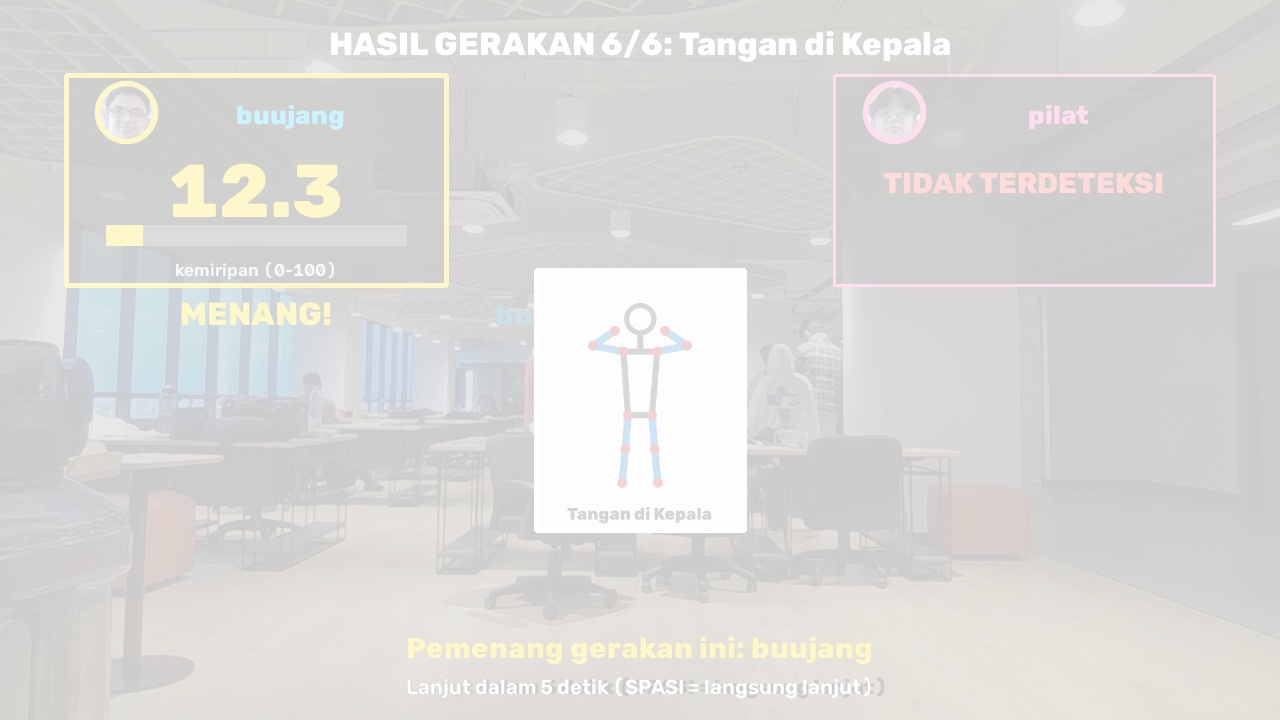 HASIL GERAKAN 6/6: Tangan di Kepala
buujang
12.3
kemiripan (0-100)
MENANG!
pilat
TIDAK TERDETEKSI
bu
Tangan di Kepala
Pemenang gerakan ini: buujang
Lanjut dalam 5 detik (SPASI = langsung lanjut)